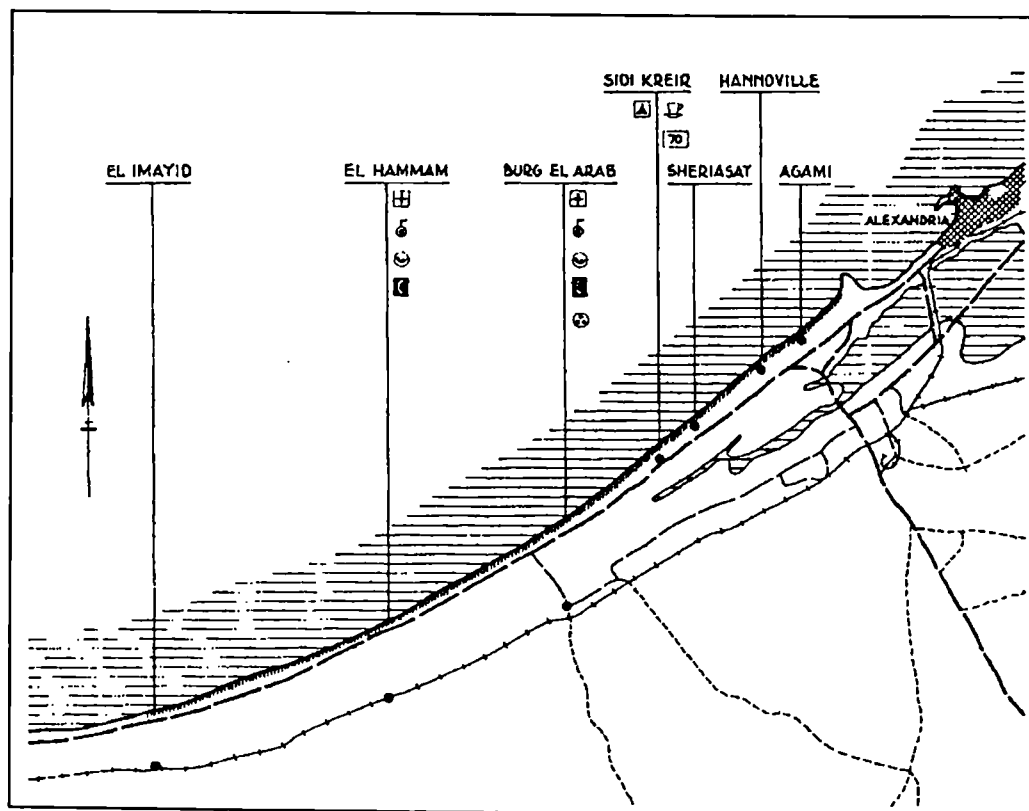 SIDI KREIR HANNOVILLE
70
EL IMAYID EL HAMMAM BURG EL ARAB SHERIASAT AGAMI
ALEXANDRIA